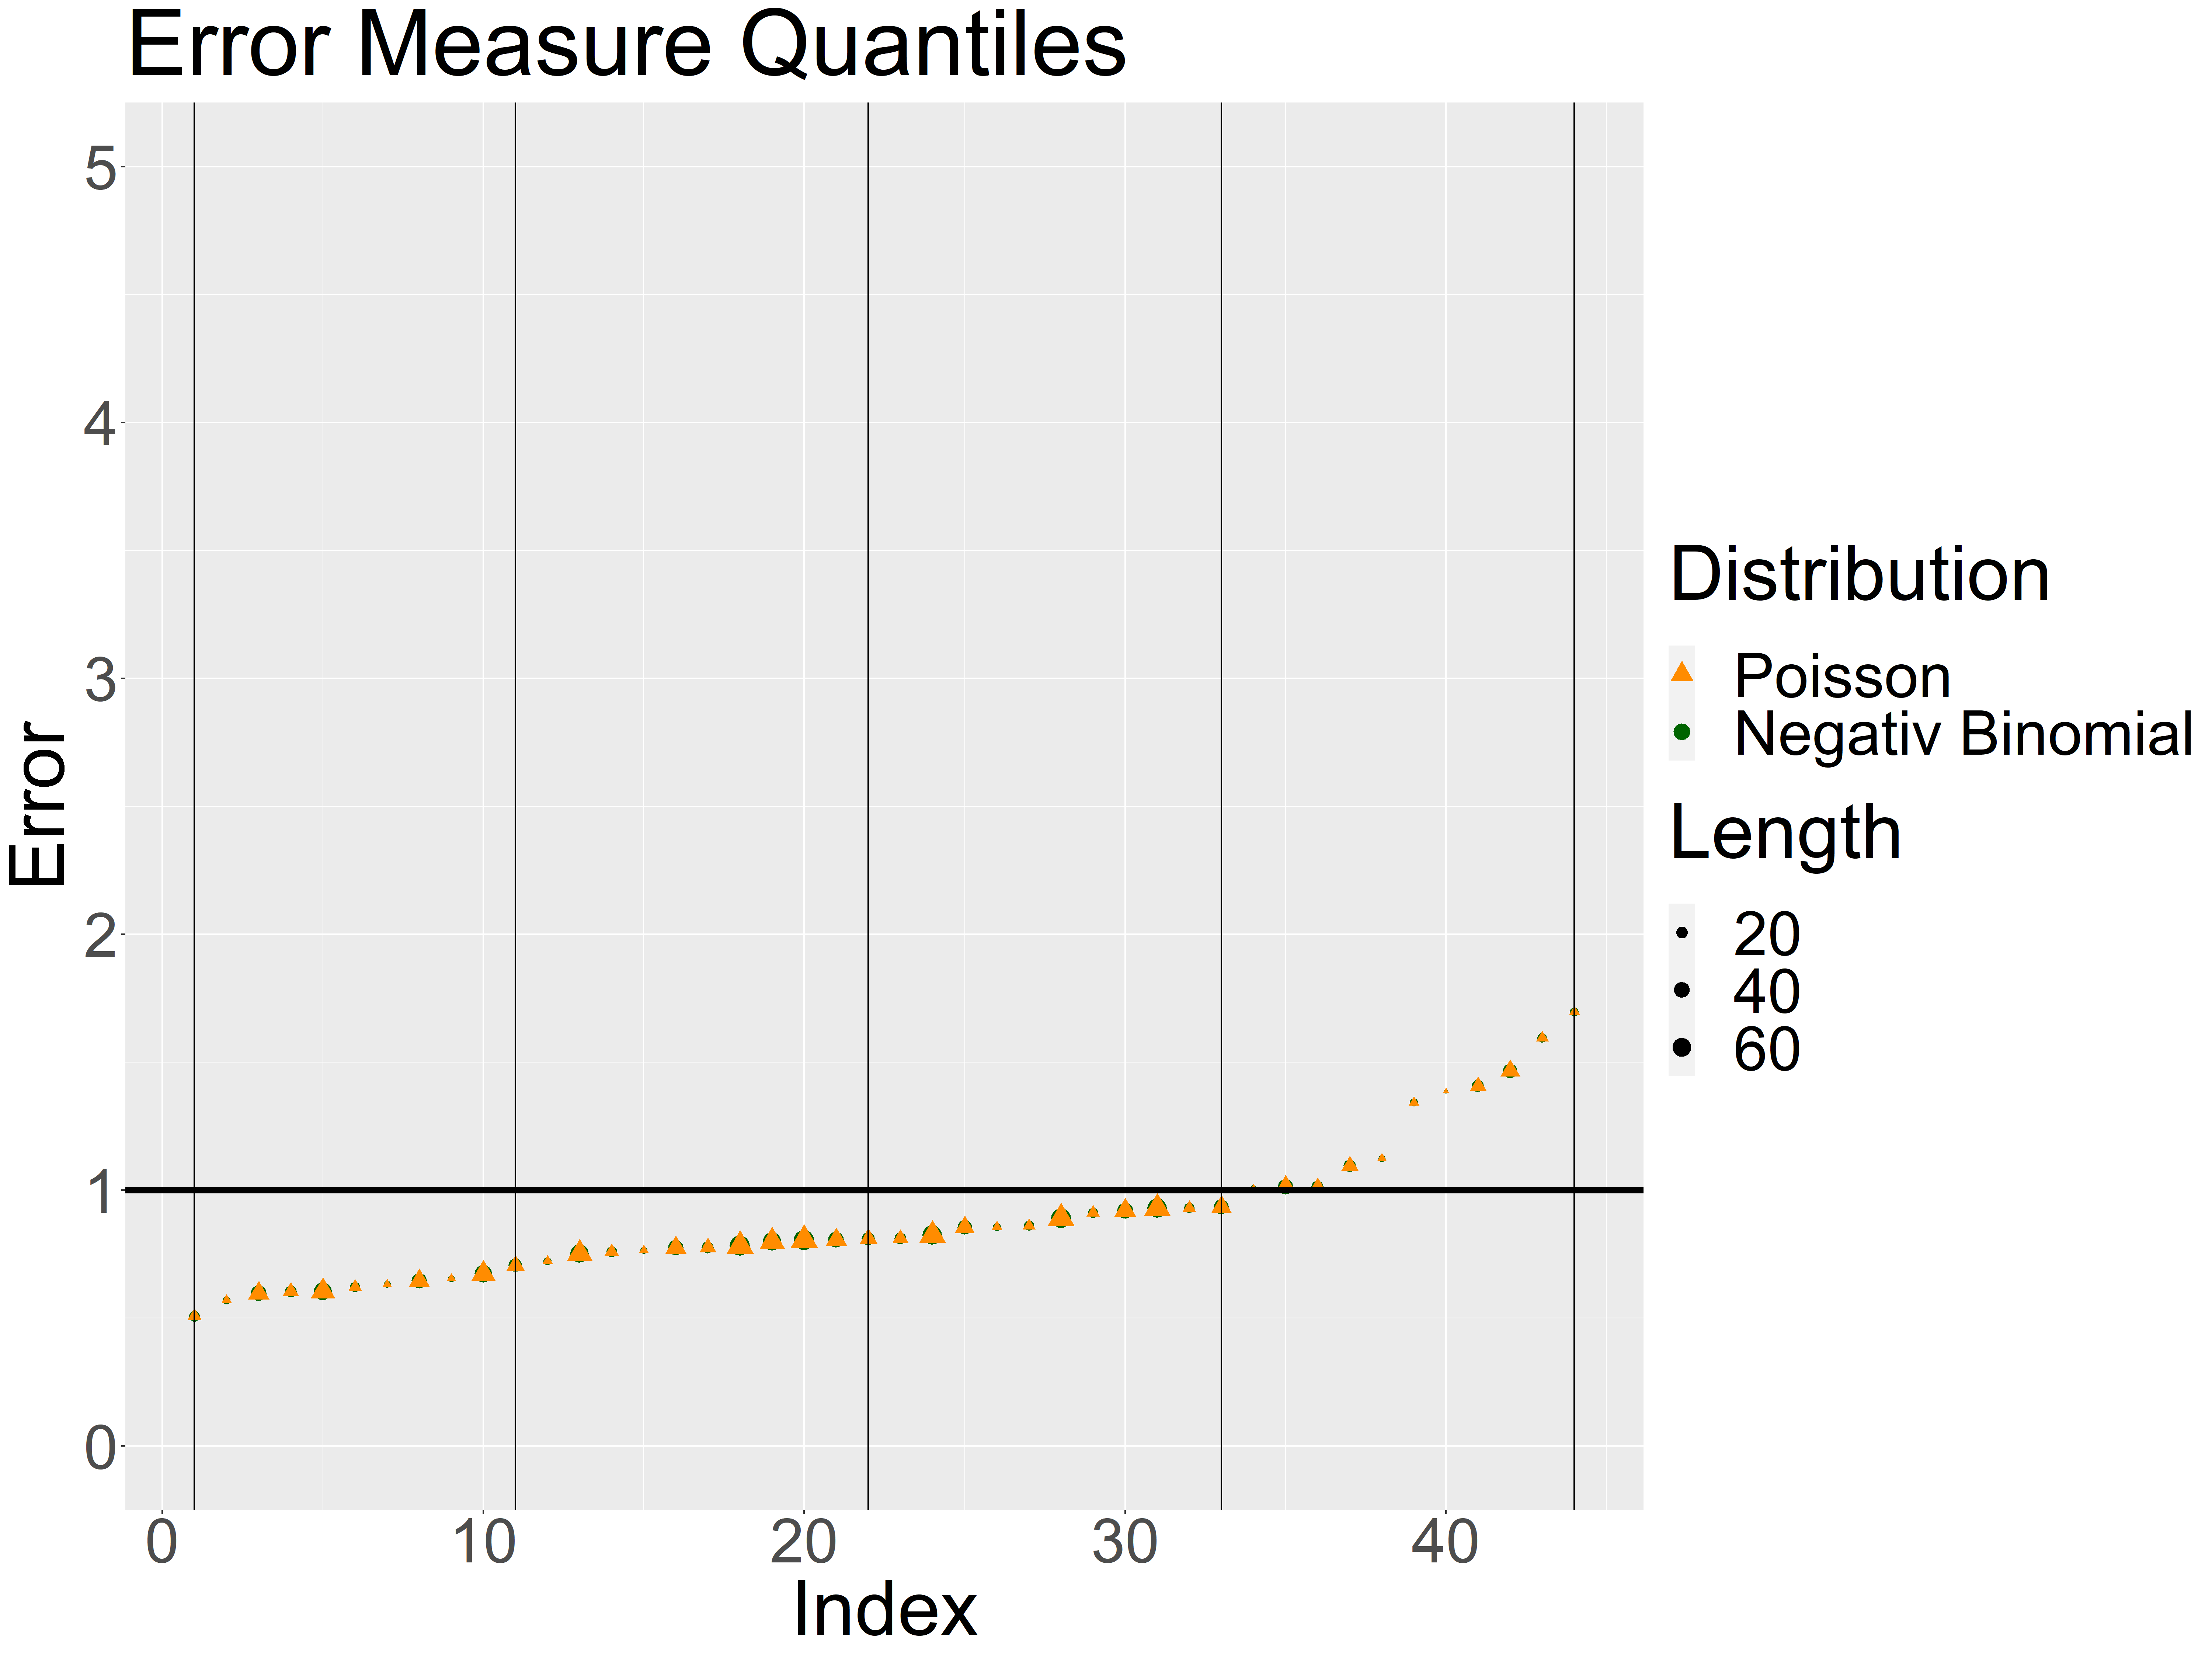 Error Measure Quantiles
5
4
3
2
1
0
Error
0 10 20 30 40
Index
Distribution
Poisson
Negativ Binomial
Length
20
40
60